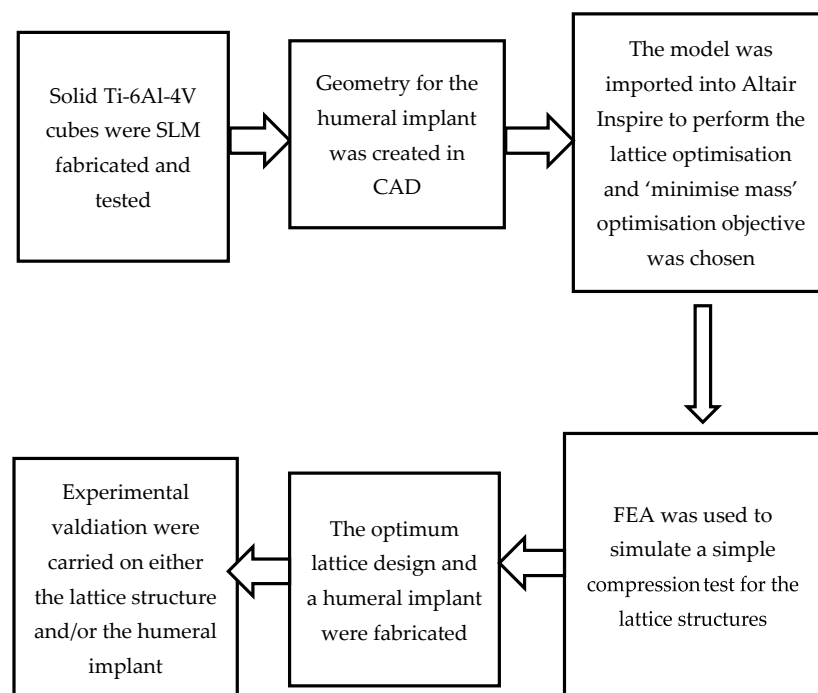 Solid Ti-6Al-4V
cubes were SLM
fabricated and
tested
Geometry for the
humeral implant
was created in
CAD
The model was
imported into Altair
Inspire to perform the
lattice optimisation
and ‘minimise mass’
optimisation objective
was chosen
FEA was used to
simulate a simple
compression test for the
lattice structures
The optimum
lattice design and
a humeral implant
were fabricated
Experimental
valdiation were
carried on either
the lattice structure
and/or the humeral
implant